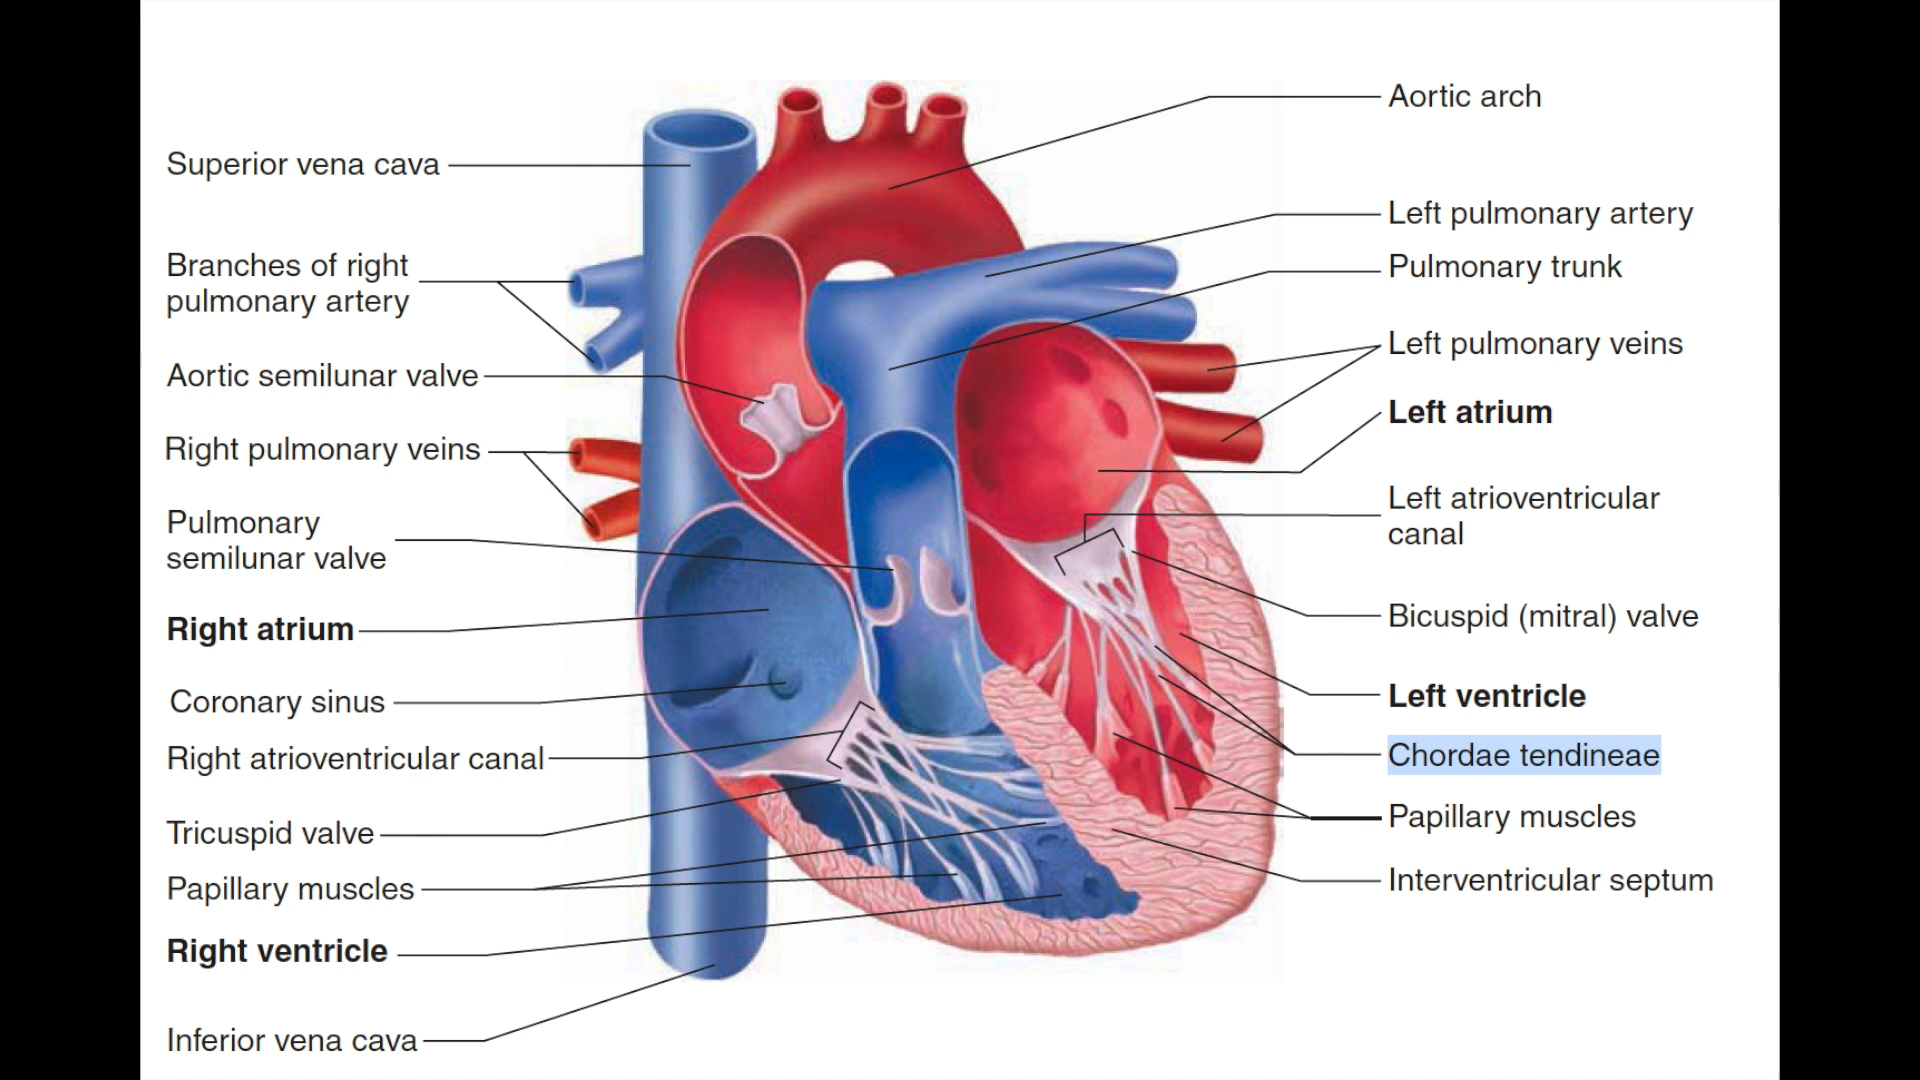 Superior vena cava
Branches of right
pulmonary artery
Aortic semilunar valve
Right pulmonary veins
Pulmonary
semilunar valve
Right atrium
Coronary sinus
Right atrioventricular canal
Tricuspid valve
Papillary muscles
Right ventricle
Inferior vena cava
Aortic arch
Left pulmonary artery
Pulmonary trunk
Left pulmonary veins
Left atrium
Left atrioventricular
canal
Bicuspid (mitral) valve
Left ventricle
Chordae tendineae
Papillary muscles
Interventricular septum